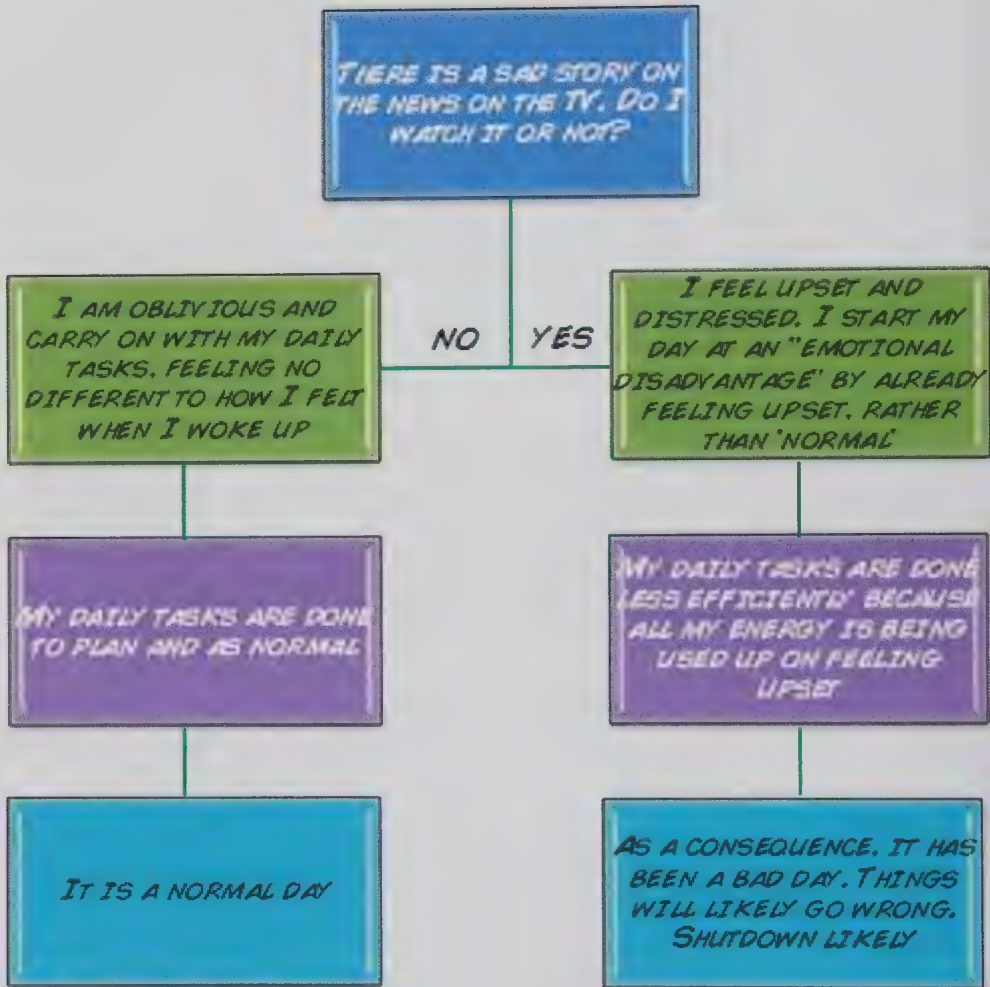 THERE IS A SAD STORY ON
THE NEWS ON THE TV. DO I
WATCH IT OR NOT?
NO
YES
I AM OBLIVIOUS AND
CARRY ON WITH MY DAILY
TASKS. FEELING NO
DIFFERENT TO HOW I FELT
WHEN I WOKE UP
I FEEL UPSET AND
DISTRESSED. I START MY
DAY AT AN "EMOTIONAL
DISADVANTAGE" BY ALREADY
FEELING UPSET. RATHER
THAN "NORMAL"
MY DAILY TASKS ARE DONE
TO PLAN AND AS NORMAL
MY DAILY TASKS ARE DONE
LESS EFFICIENTLY BECAUSE
ALL MY ENERGY IS BEING
USED UP ON FEELING
UPSET
IT IS A NORMAL DAY
AS A CONSEQUENCE. IT HAS
BEEN A BAD DAY. THINGS
WILL LIKELY GO WRONG.
SHUTDOWN LIKELY